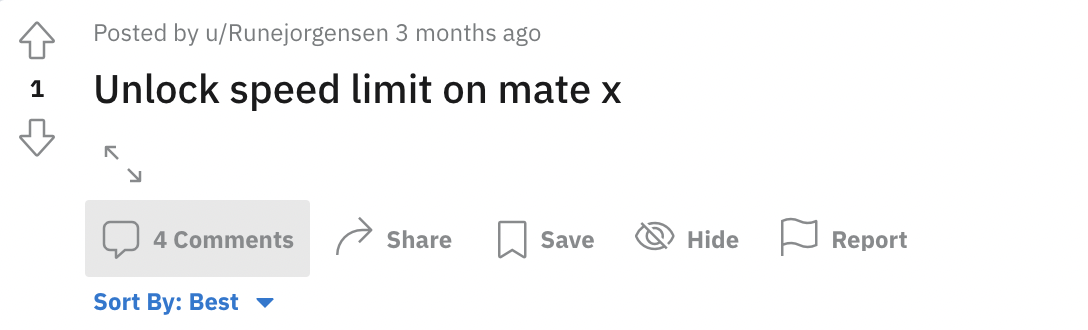 Posted by u/Runejorgensen 3 months ago
1
Unlock speed limit on mate x
4 Comments Share Save Hide Report
Sort By: Best